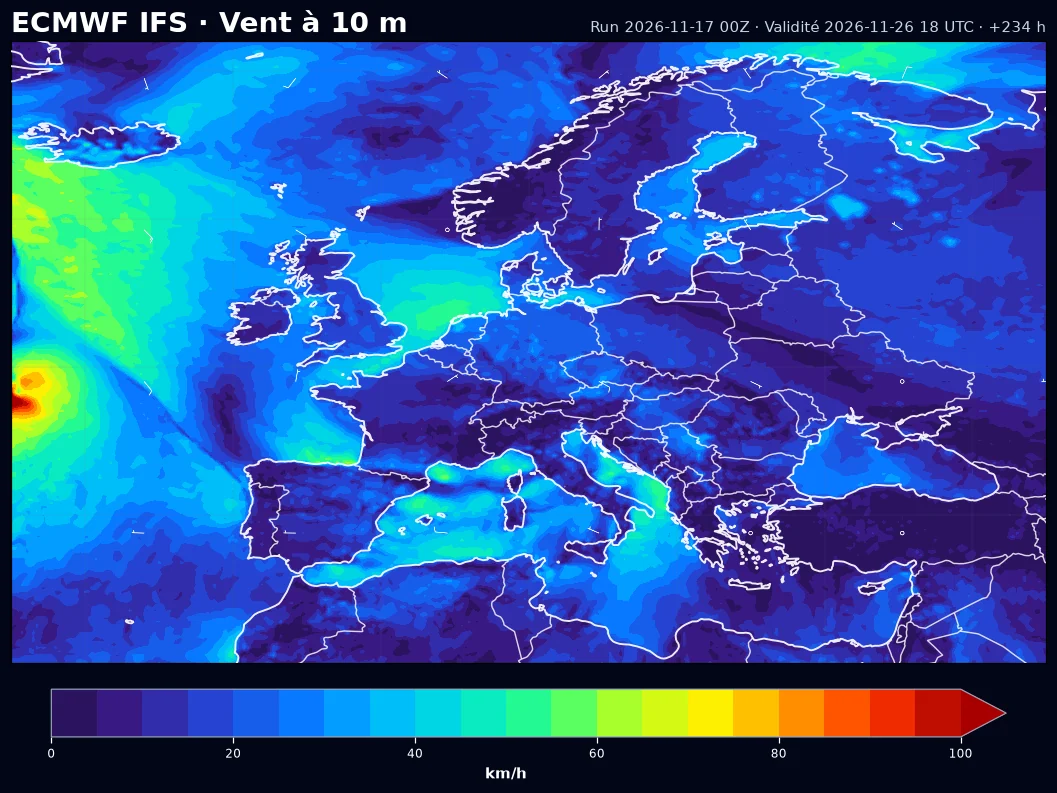 ECMWF IFS · Vent à 10 m
Run 2026-11-17 00Z · Validité 2026-11-26 18 UTC · +234 h
0 20 40 60 80 100
km/h